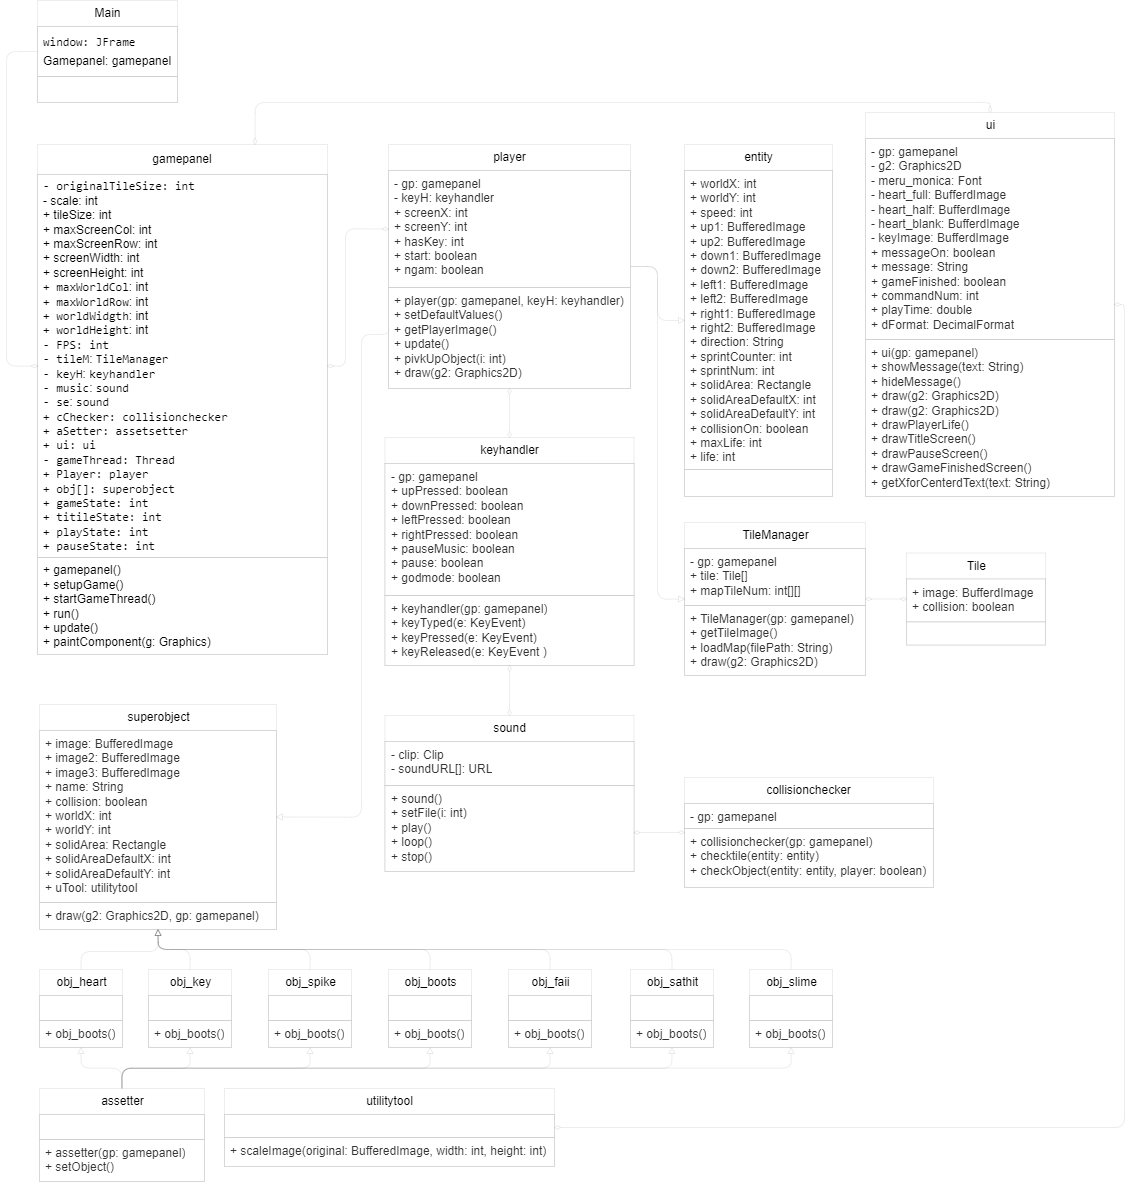 Main
window: JFrame
Gamepanel: gamepanel
gamepanel
- originalTileSize: int
- scale: int
+ tileSize: int
+ maxScreenCol: int
+ maxScreenRow: int
+ screenWidth: int
+ screenHeight: int
+ maxWorldCol: int
+ maxWorldRow: int
+ worldWidgth: int
+ worldHeight: int
- FPS: int
- tileM: TileManager
- keyH: keyhandler
- music: sound
- se: sound
+ cChecker: collisionchecker
+ aSetter: assetsetter
+ ui: ui
- gameThread: Thread
+ Player: player
+ obj[]: superobject
+ gameState: int
+ titileState: int
+ playState: int
+ pauseState: int
+ gamepanel()
+ setupGame()
+ startGameThread()
+ run()
+ update()
+ paintComponent(g: Graphics)
player
- gp: gamepanel
- keyH: keyhandler
+ screenX: int
+ screenY: int
+ hasKey: int
+ start: boolean
+ ngam: boolean
+ player(gp: gamepanel, keyH: keyhandler)
+ setDefaultValues()
+ getPlayerImage()
+ update()
+ pivkUpObject(i: int)
+ draw(g2: Graphics2D)
entity
+ worldX: int
+ worldY: int
+ speed: int
+ up1: BufferedImage
+ up2: BufferedImage
+ down1: BufferedImage
+ down2: BufferedImage
+ left1: BufferedImage
+ left2: BufferedImage
+ right1: BufferedImage
+ right2: BufferedImage
+ direction: String
+ sprintCounter: int
+ sprintNum: int
+ solidArea: Rectangle
+ solidAreaDefaultX: int
+ solidAreaDefaultY: int
+ collisionOn: boolean
+ maxLife: int
+ life: int
ui
- gp: gamepanel
- g2: Graphics2D
- meru_monica: Font
- heart_full: BufferdImage
- heart_half: BufferdImage
- heart_blank: BufferdImage
- keyImage: BufferdImage
+ messageOn: boolean
+ message: String
+ gameFinished: boolean
+ commandNum: int
+ playTime: double
+ dFormat: DecimalFormat
+ ui(gp: gamepanel)
+ showMessage(text: String)
+ hideMessage()
+ draw(g2: Graphics2D)
+ draw(g2: Graphics2D)
+ drawPlayerLife()
+ drawTitleScreen()
+ drawPauseScreen()
+ drawGameFinishedScreen()
+ getXforCenterdText(text: String)
keyhandler
- gp: gamepanel
+ upPressed: boolean
+ downPressed: boolean
+ leftPressed: boolean
+ rightPressed: boolean
+ pauseMusic: boolean
+ pause: boolean
+ godmode: boolean
+ keyhandler(gp: gamepanel)
+ keyTyped(e: KeyEvent)
+ keyPressed(e: KeyEvent)
+ keyReleased(e: KeyEvent )
TileManager
- gp: gamepanel
+ tile: Tile[]
+ mapTileNum: int[][]
+ TileManager(gp: gamepanel)
+ getTileImage()
+ loadMap(filePath: String)
+ draw(g2: Graphics2D)
Tile
+ image: BufferdImage
+ collision: boolean
superobject
+ image: BufferedImage
+ image2: BufferedImage
+ image3: BufferedImage
+ name: String
+ collision: boolean
+ worldX: int
+ worldY: int
+ solidArea: Rectangle
+ solidAreaDefaultX: int
+ solidAreaDefaultY: int
+ uTool: utilitytool
+ draw(g2: Graphics2D, gp: gamepanel)
sound
- clip: Clip
- soundURL[]: URL
+ sound()
+ setFile(i: int)
+ play()
+ loop()
+ stop()
collisionchecker
- gp: gamepanel
+ collisionchecker(gp: gamepanel)
+ checktile(entity: entity)
+ checkObject(entity: entity, player: boolean)
obj_heart
+ obj_boots()
obj_key
+ obj_boots()
obj_spike
+ obj_boots()
obj_boots
+ obj_boots()
obj_faii
+ obj_boots()
obj_sathit
+ obj_boots()
obj_slime
+ obj_boots()
assetter
+ assetter(gp: gamepanel)
+ setObject()
utilitytool
+ scaleImage(original: BufferedImage, width: int, height: int)